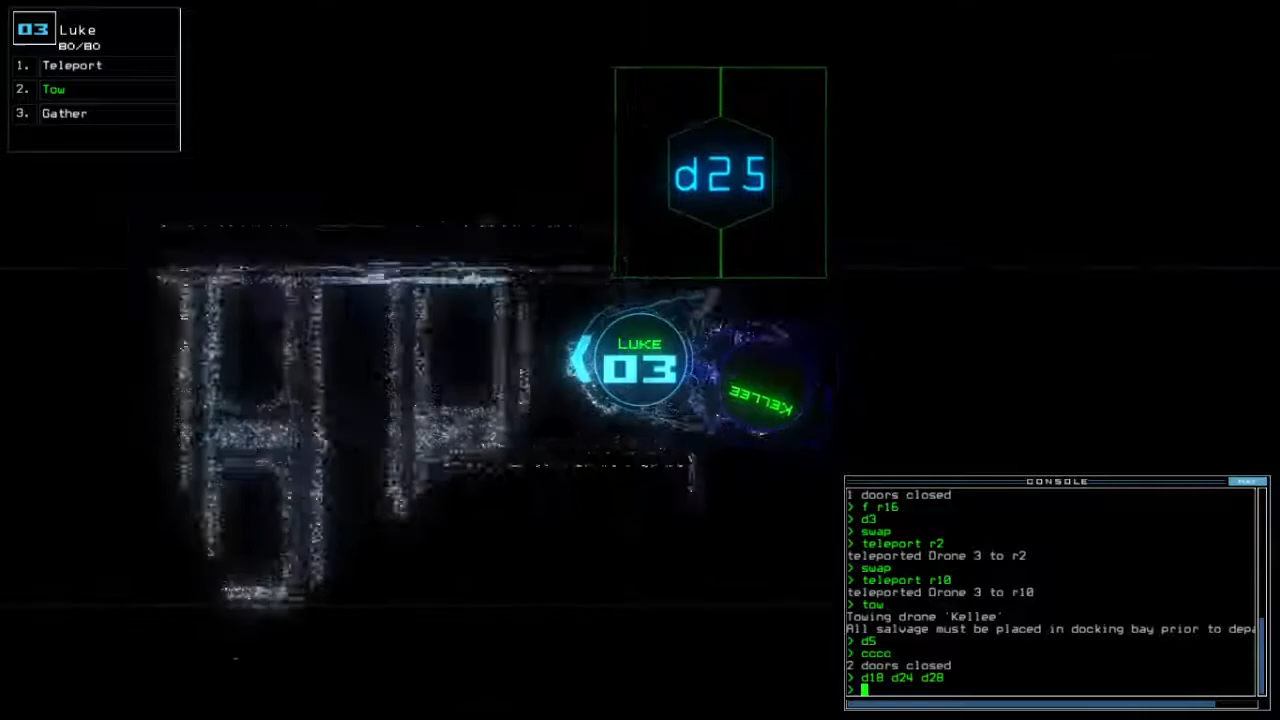 03 Luke
80/80
1. Teleport
2. Tow
3. Gather
d25
LUKE
03
KELLEE
CONSOLE
1 doors closed
> f r16
> d3
> swap
> teleport r2
teleported Drone 3 to r2
> swap
> teleport r10
teleported Drone 3 to r10
> tow
Towing drone 'Kellee'
All salvage must be placed in docking bay prior to depa
> d5
> cccc
2 doors closed
> d18 d24 d28
>